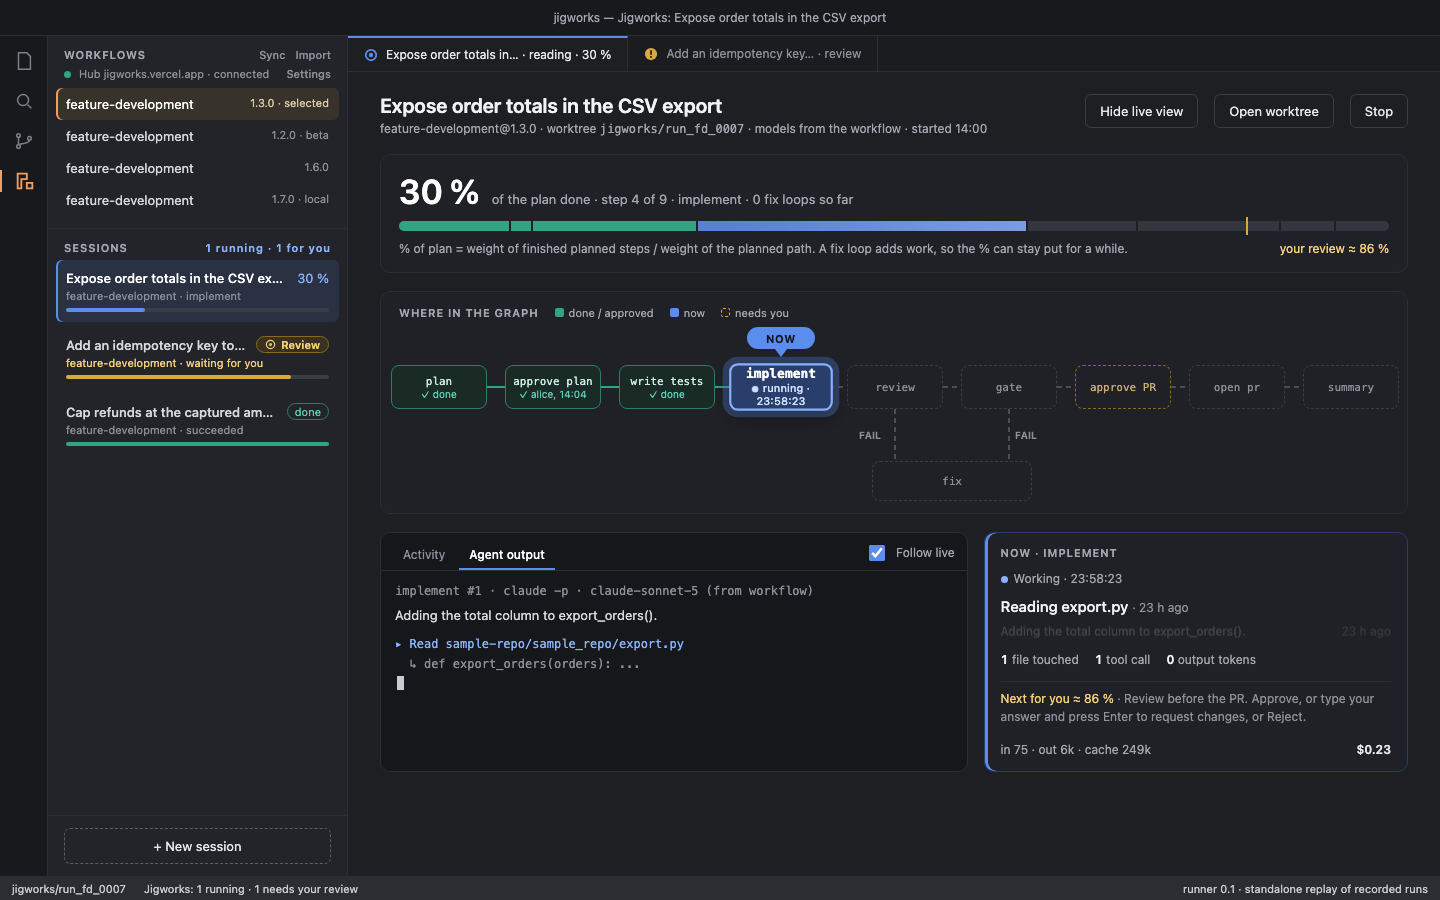 jigworks — Jigworks: Expose order totals in the CSV export
WORKFLOWS Sync Import
Hub jigworks.vercel.app · connected Settings
feature-development 1.3.0 · selected
feature-development 1.2.0 · beta
feature-development 1.6.0
feature-development 1.7.0 · local
SESSIONS 1 running · 1 for you
Expose order totals in the CSV ex... 30 %
feature-development · implement
Add an idempotency key to... Review
feature-development · waiting for you
Cap refunds at the captured am... done
feature-development · succeeded
+ New session
Expose order totals in... · reading · 30 %
Add an idempotency key... · review
Expose order totals in the CSV export
feature-development@1.3.0 · worktree jigworks/run_fd_0007 · models from the workflow · started 14:00
Hide live view Open worktree Stop
30 % of the plan done · step 4 of 9 · implement · 0 fix loops so far
% of plan = weight of finished planned steps / weight of the planned path. A fix loop adds work, so the % can stay put for a while. your review ≈ 86 %
WHERE IN THE GRAPH done / approved now needs you
NOW
plan
✓ done
approve plan
✓ alice, 14:04
write tests
✓ done
implement
running ·
23:58:23
review
gate
approve PR
open pr
summary
FAIL
FAIL
fix
Activity Agent output Follow live
implement #1 · claude -p · claude-sonnet-5 (from workflow)
Adding the total column to export_orders().
▸ Read sample-repo/sample_repo/export.py
↳ def export_orders(orders): ...
NOW · IMPLEMENT
Working · 23:58:23
Reading export.py · 23 h ago
Adding the total column to export_orders(). 23 h ago
1 file touched 1 tool call 0 output tokens
Next for you ≈ 86 % · Review before the PR. Approve, or type your
answer and press Enter to request changes, or Reject.
in 75 · out 6k · cache 249k $0.23
jigworks/run_fd_0007 Jigworks: 1 running · 1 needs your review
runner 0.1 · standalone replay of recorded runs